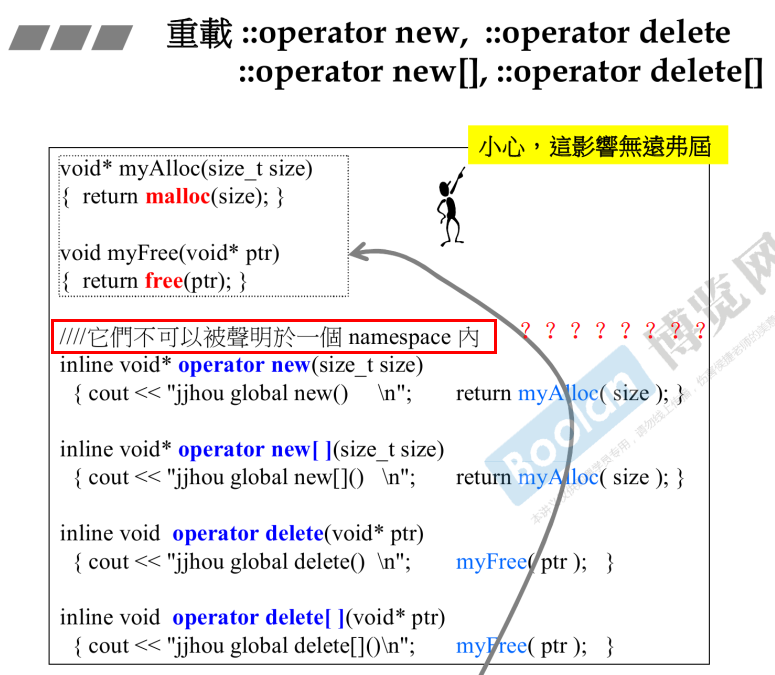 重載 ::operator new, ::operator delete
::operator new[], ::operator delete[]
小心，這影響無遠弗屆
void* myAlloc(size_t size)
{ return malloc(size); }
void myFree(void* ptr)
{ return free(ptr); }
////它們不可以被聲明於一個 namespace 內
？？？？？？？？
inline void* operator new(size_t size)
{ cout << "jjhou global new() \n"; return myAlloc( size ); }
inline void* operator new[ ](size_t size)
{ cout << "jjhou global new[]() \n"; return myAlloc( size ); }
inline void operator delete(void* ptr)
{ cout << "jjhou global delete() \n"; myFree( ptr ); }
inline void operator delete[ ](void* ptr)
{ cout << "jjhou global delete[]()\n"; myFree( ptr ); }
Boolan
博览网